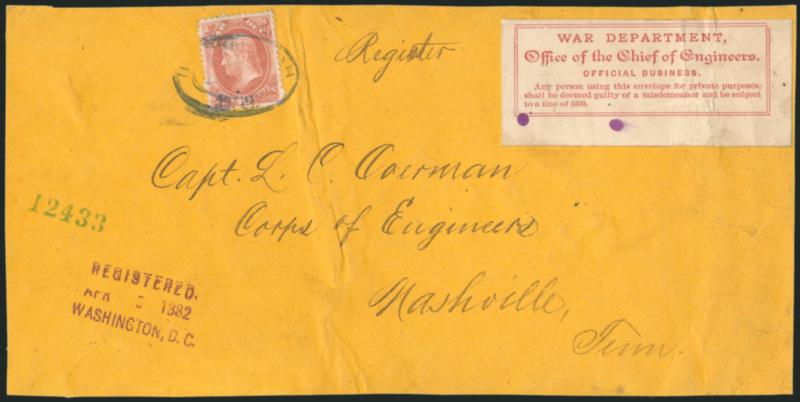 Register
WAR DEPARTMENT,
Office of the Chief of Engineers.
OFFICIAL BUSINESS.
Any person using this envelope for private purposes,
shall be deemed guilty of a misdemeanor and be subject
to a fine of $300.
Capt. L. C. Overman
Corps of Engineers
Nashville,
Tenn.
12433
REGISTERED.
APR 5 1882
WASHINGTON, D.C.